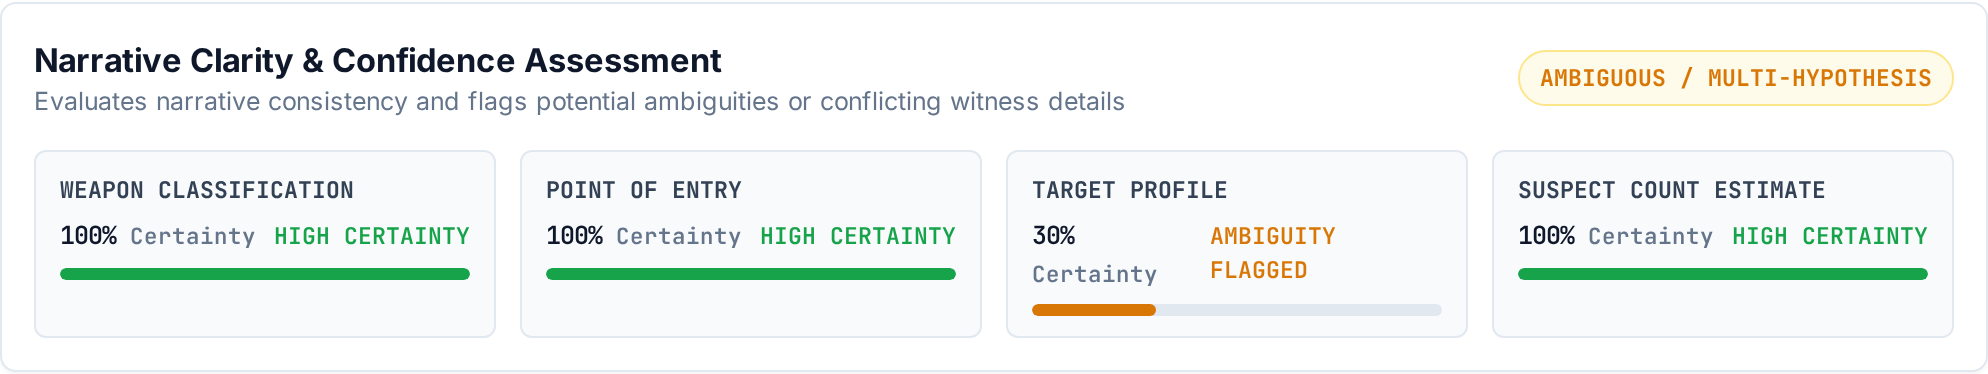 Narrative Clarity & Confidence Assessment
Evaluates narrative consistency and flags potential ambiguities or conflicting witness details
AMBIGUOUS / MULTI-HYPOTHESIS
WEAPON CLASSIFICATION
100% Certainty HIGH CERTAINTY
POINT OF ENTRY
100% Certainty HIGH CERTAINTY
TARGET PROFILE
30% Certainty
AMBIGUITY FLAGGED
SUSPECT COUNT ESTIMATE
100% Certainty HIGH CERTAINTY